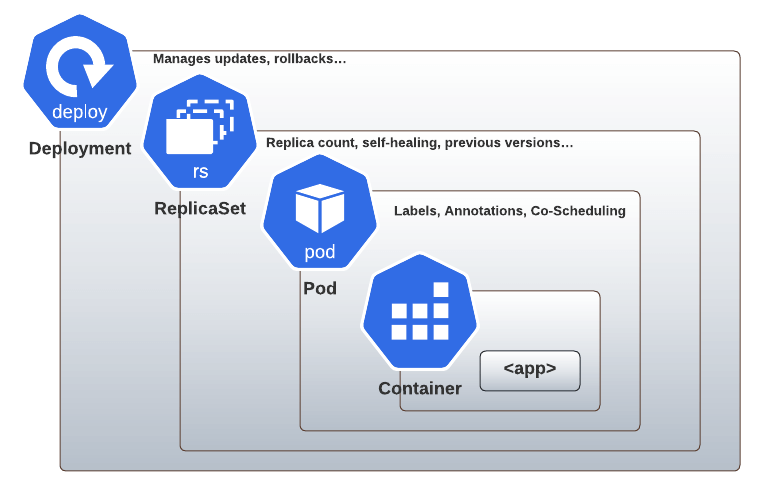 Manages updates, rollbacks...
deploy
Deployment
Replica count, self-healing, previous versions...
rs
ReplicaSet
Labels, Annotations, Co-Scheduling
pod
Pod
<app>
Container